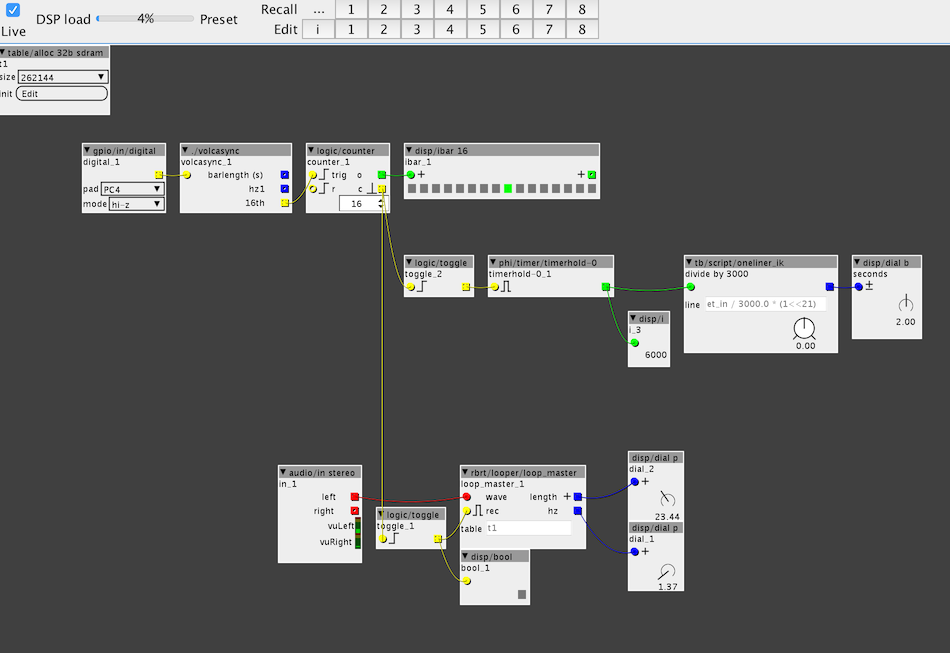 Live
DSP load 4% Preset
Recall ... 1 2 3 4 5 6 7 8
Edit i 1 2 3 4 5 6 7 8
table/alloc 32b sdram
t1
size 262144
init Edit
gpio/in/digital
digital_1
pad PC4
mode hi-z
./volcasync
volcasync_1
barlength (s)
hz1
16th
logic/counter
counter_1
trig o
r c
16
disp/ibar 16
ibar_1
+ +
logic/toggle
toggle_2
phi/timer/timerhold-0
timerhold-0_1
disp/i
i_3
6000
tb/script/oneliner_ik
divide by 3000
line et_in / 3000.0 * (1<<21)
0.00
disp/dial b
seconds
±
2.00
audio/in stereo
in_1
left
right
vuLeft
vuRight
logic/toggle
toggle_1
rbrt/looper/loop_master
loop_master_1
wave length +
rec hz
table t1
disp/bool
bool_1
disp/dial p
dial_2
+
23.44
disp/dial p
dial_1
+
1.37